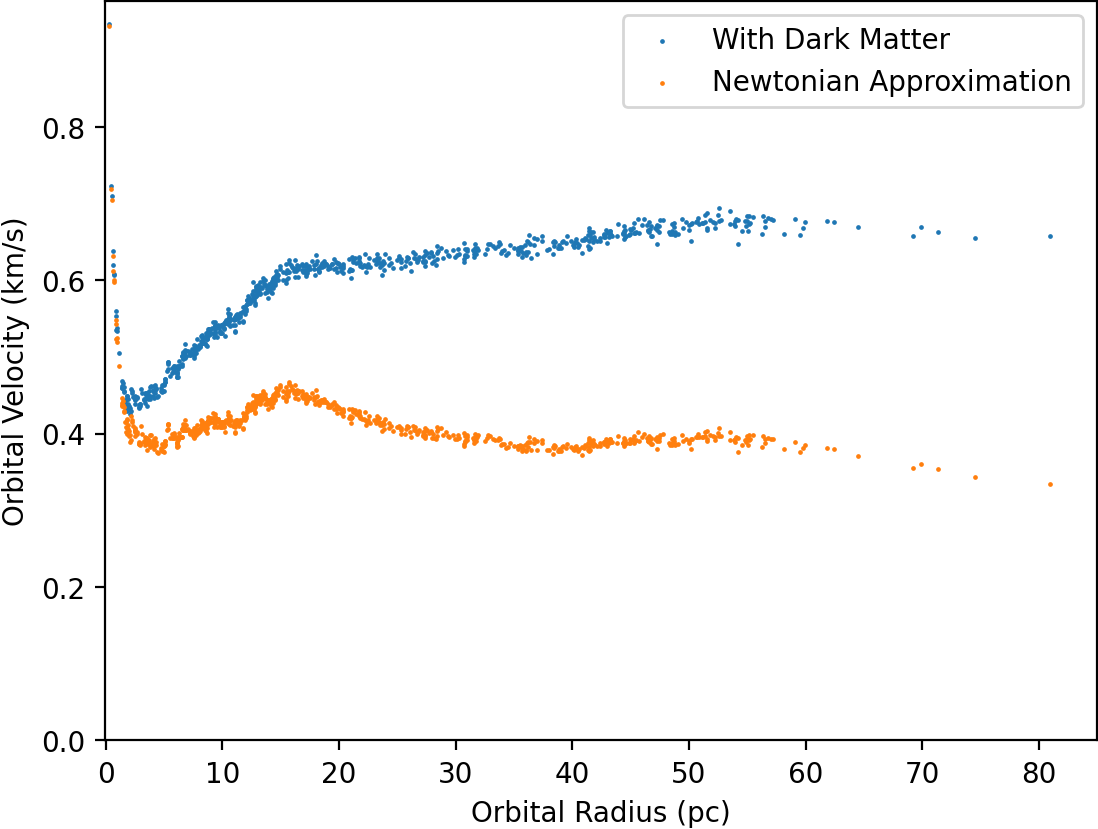 With Dark Matter
Newtonian Approximation
Orbital Velocity (km/s)
0.8
0.6
0.4
0.2
0.0
0 10 20 30 40 50 60 70 80
Orbital Radius (pc)